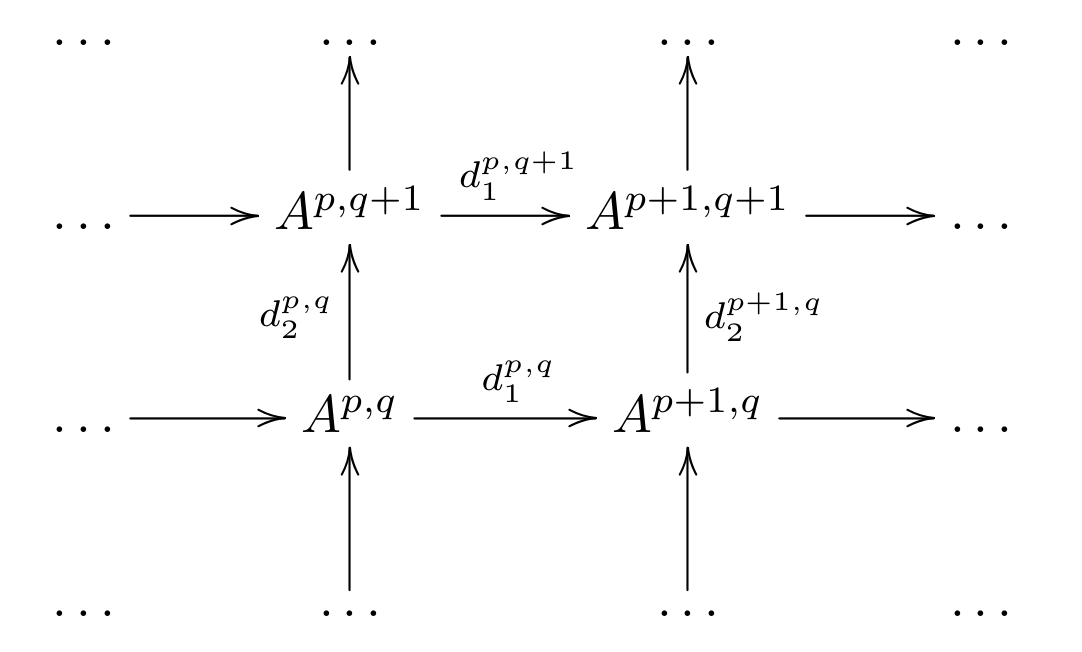 ... ... ... ...
d_1^{p,q+1}
... A^{p,q+1} A^{p+1,q+1} ...
d_2^{p,q} d_2^{p+1,q}
d_1^{p,q}
... A^{p,q} A^{p+1,q} ...
... ... ... ...